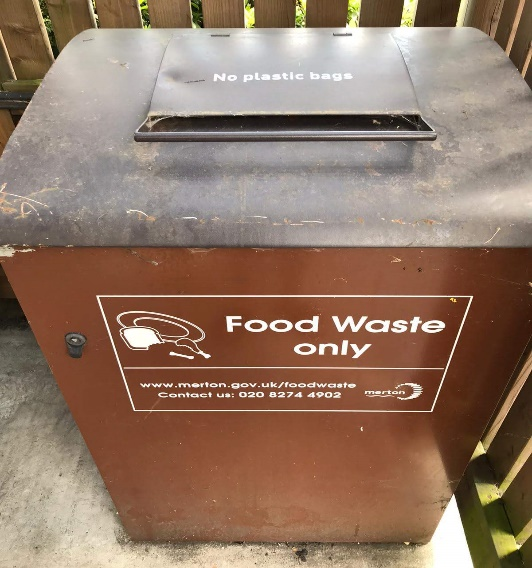 No plastic bags
Food Waste
only
www.merton.gov.uk/foodwaste
Contact us: 020 8274 4902
merton